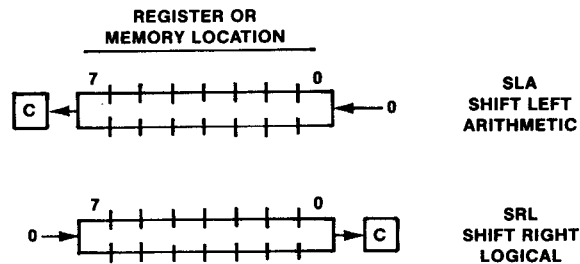 REGISTER OR
MEMORY LOCATION
7 0
C 0
SLA
SHIFT LEFT
ARITHMETIC
7 0
0 C
SRL
SHIFT RIGHT
LOGICAL